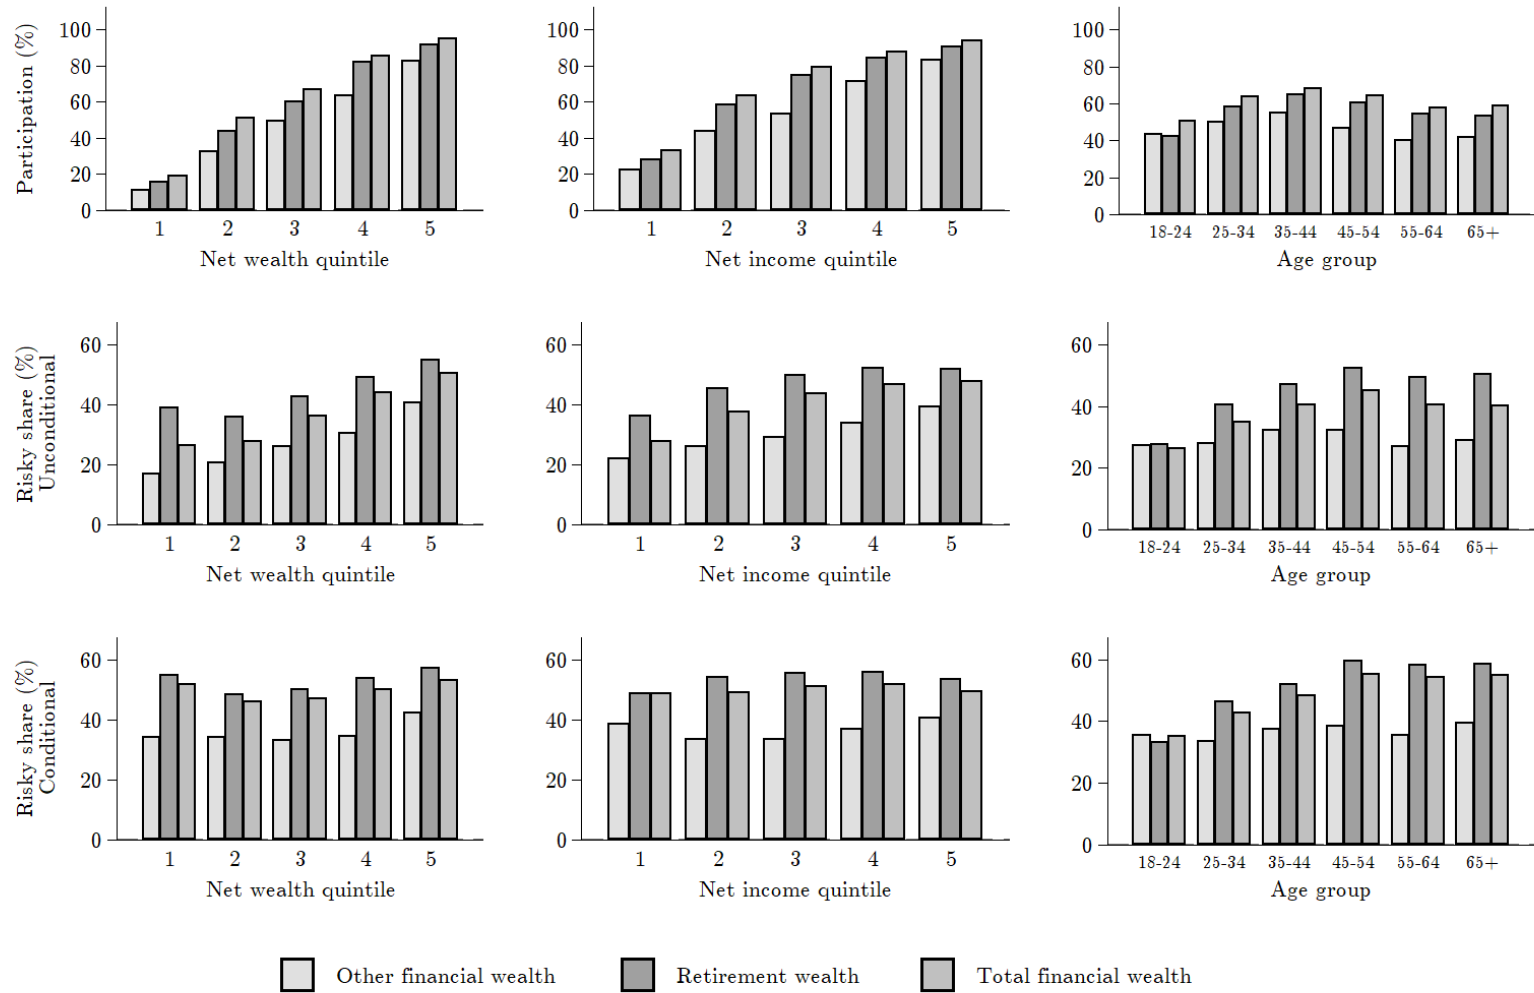 Participation (%)
100
80
60
40
20
0
1 2 3 4 5
Net wealth quintile
100
80
60
40
20
0
1 2 3 4 5
Net income quintile
100
80
60
40
20
0
18-24 25-34 35-44 45-54 55-64 65+
Age group
Risky share (%)
Unconditional
60
40
20
0
1 2 3 4 5
Net wealth quintile
60
40
20
0
1 2 3 4 5
Net income quintile
60
40
20
0
18-24 25-34 35-44 45-54 55-64 65+
Age group
Risky share (%)
Conditional
60
40
20
0
1 2 3 4 5
Net wealth quintile
60
40
20
0
1 2 3 4 5
Net income quintile
60
40
20
0
18-24 25-34 35-44 45-54 55-64 65+
Age group
Other financial wealth Retirement wealth Total financial wealth